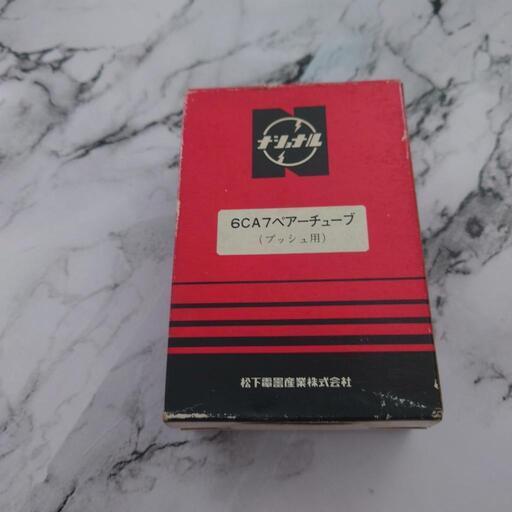 ナショナル
6CA7ペアーチューブ
(プッシュ用)
松下電器産業株式会社